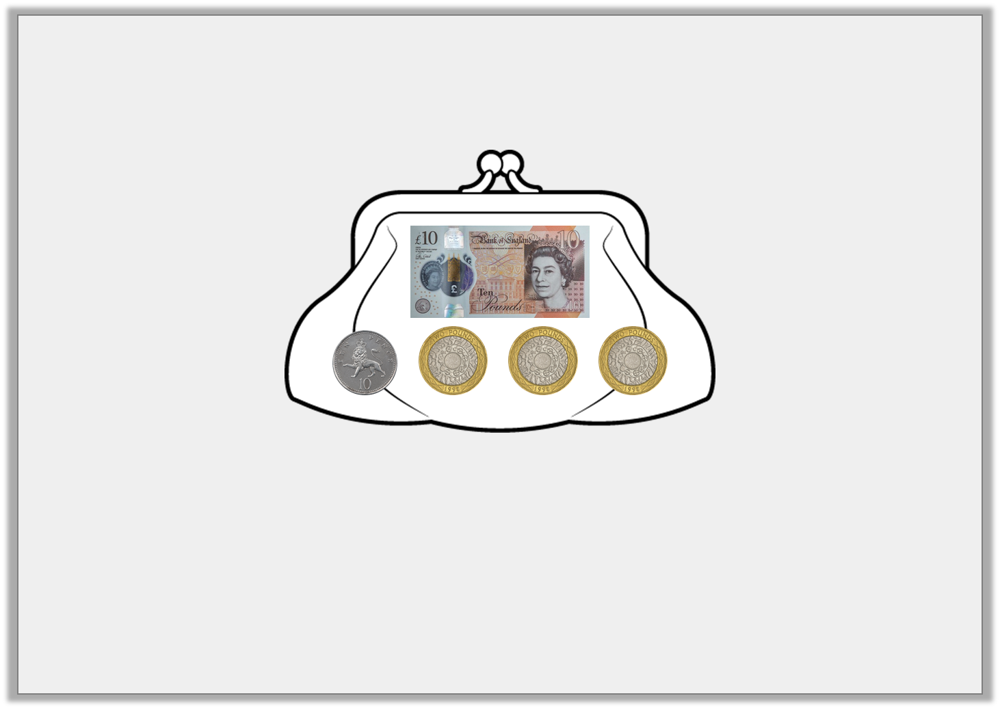 £10
Bank of England
10
£
Ten
Pounds
TEN PENCE
10
TWO POUNDS
1998
TWO POUNDS
1998
TWO POUNDS
1998